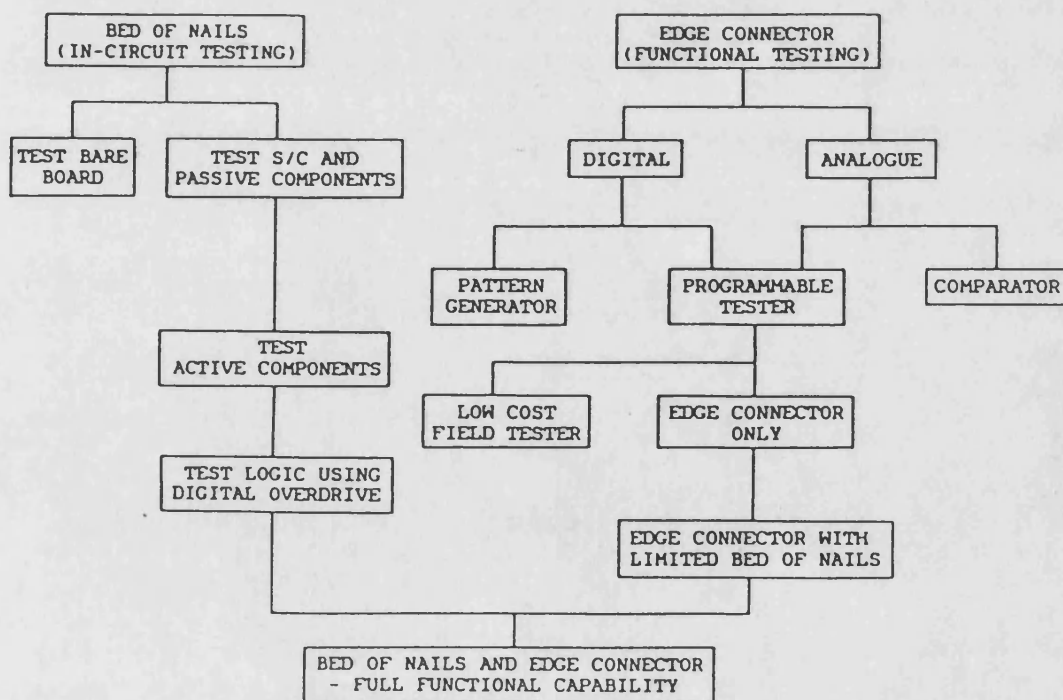 BED OF NAILS
(IN-CIRCUIT TESTING)
EDGE CONNECTOR
(FUNCTIONAL TESTING)
TEST BARE
BOARD
TEST S/C AND
PASSIVE COMPONENTS
DIGITAL
ANALOGUE
PATTERN
GENERATOR
PROGRAMMABLE
TESTER
COMPARATOR
TEST
ACTIVE COMPONENTS
LOW COST
FIELD TESTER
EDGE CONNECTOR
ONLY
TEST LOGIC USING
DIGITAL OVERDRIVE
EDGE CONNECTOR WITH
LIMITED BED OF NAILS
BED OF NAILS AND EDGE CONNECTOR
- FULL FUNCTIONAL CAPABILITY